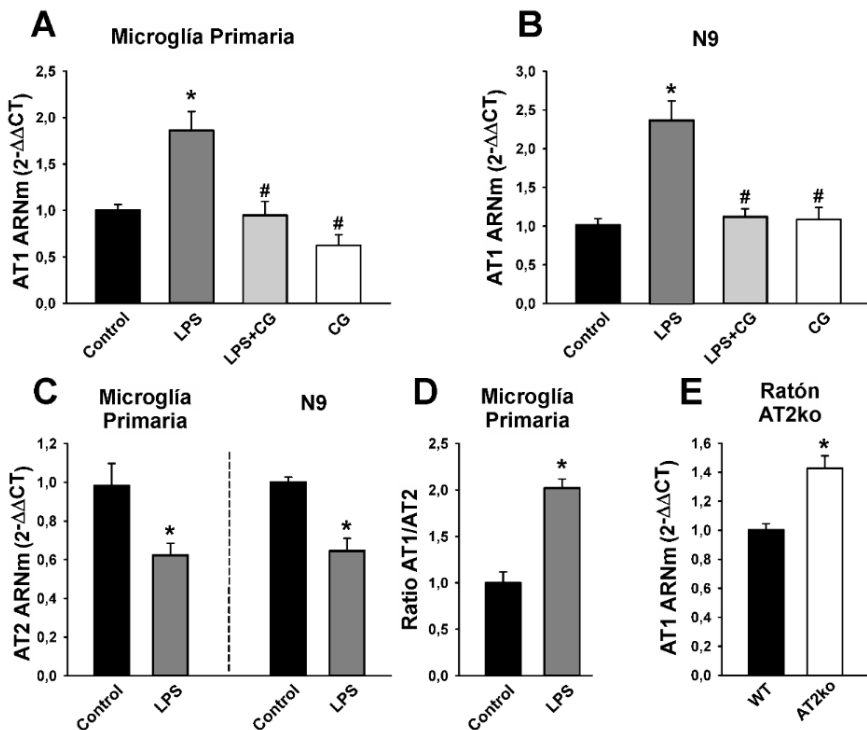 A
Microglía Primaria
AT1 ARNm (2-ΔΔCT)
2,5
2,0
1,5
1,0
0,5
0,0
*
#
#
Control
LPS
LPS+CG
CG
B
N9
AT1 ARNm (2-ΔΔCT)
3,5
3,0
2,5
2,0
1,5
1,0
0,5
0,0
*
#
#
Control
LPS
LPS+CG
CG
C
Microglía
Primaria
N9
AT2 ARNm (2-ΔΔCT)
1,2
1,0
0,8
0,6
0,4
0,2
0,0
*
*
Control
LPS
Control
LPS
D
Microglía
Primaria
Ratio AT1/AT2
2,5
2,0
1,5
1,0
0,5
0,0
*
Control
LPS
E
Ratón
AT2ko
AT1 ARNm (2-ΔΔCT)
1,6
1,4
1,2
1,0
0,8
0,6
0,4
0,2
0,0
*
WT
AT2ko